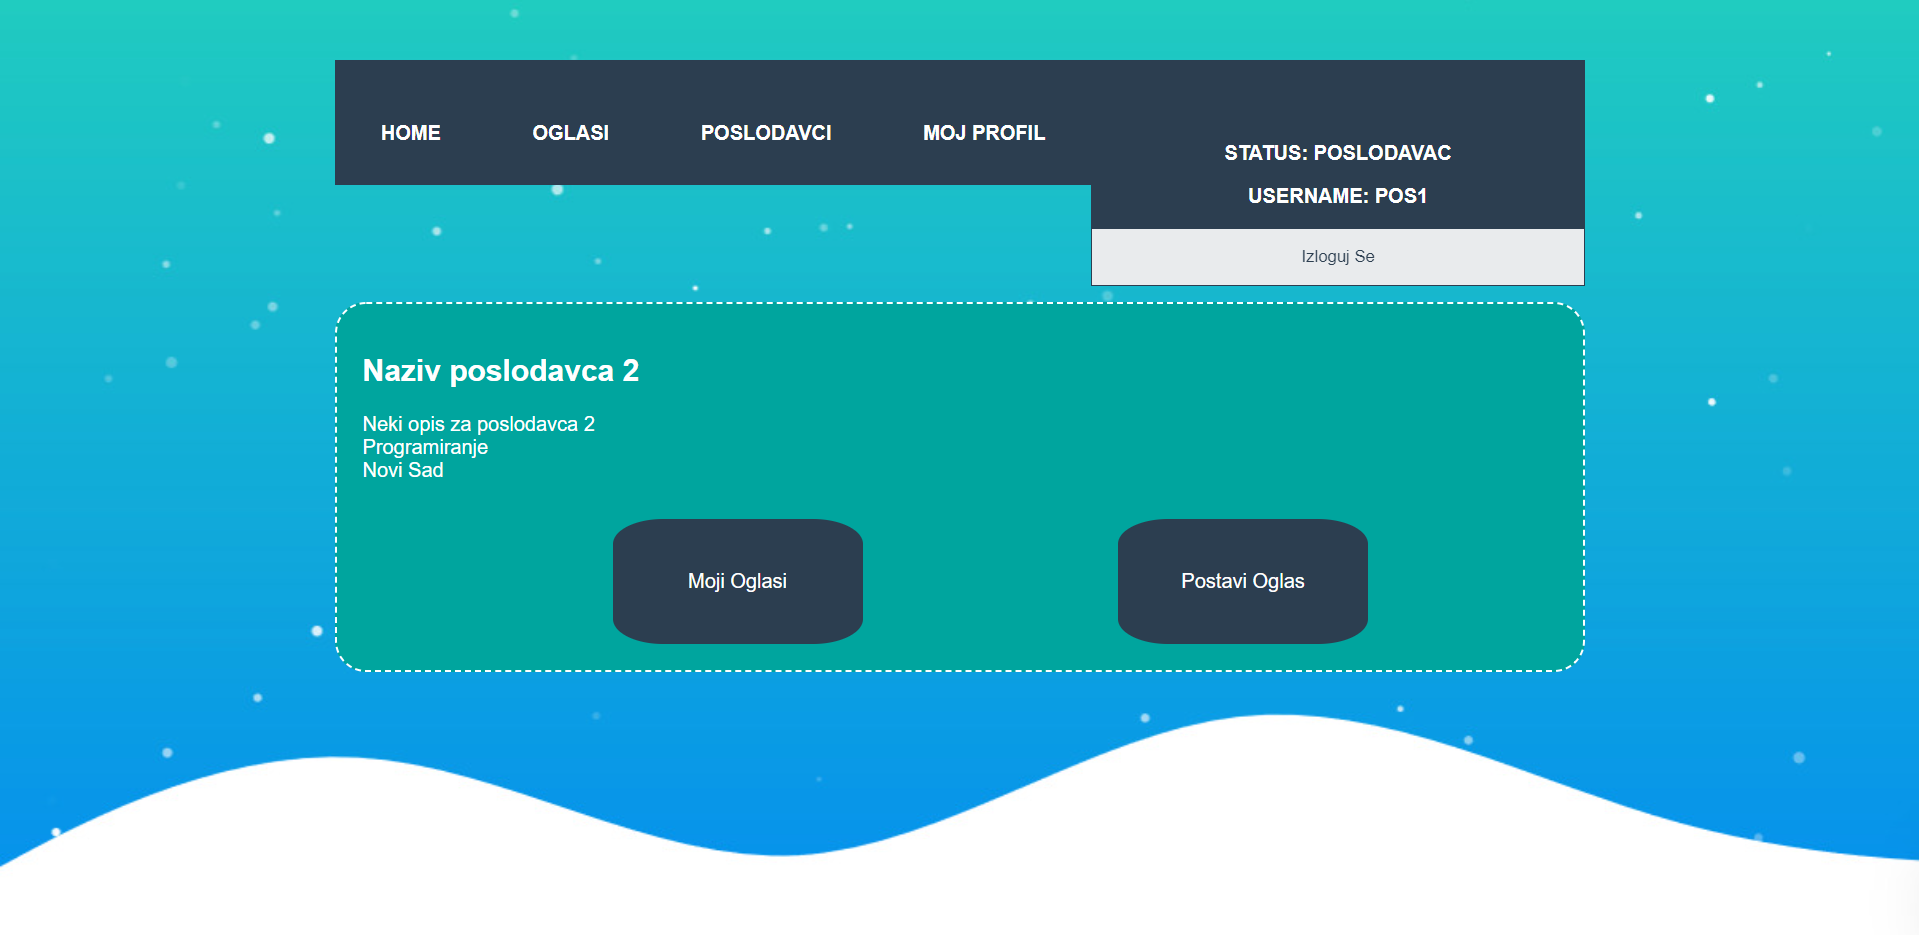 HOME OGLASI POSLODAVCI MOJ PROFIL
STATUS: POSLODAVAC
USERNAME: POS1
Izloguj Se
Naziv poslodavca 2
Neki opis za poslodavca 2
Programiranje
Novi Sad
Moji Oglasi Postavi Oglas